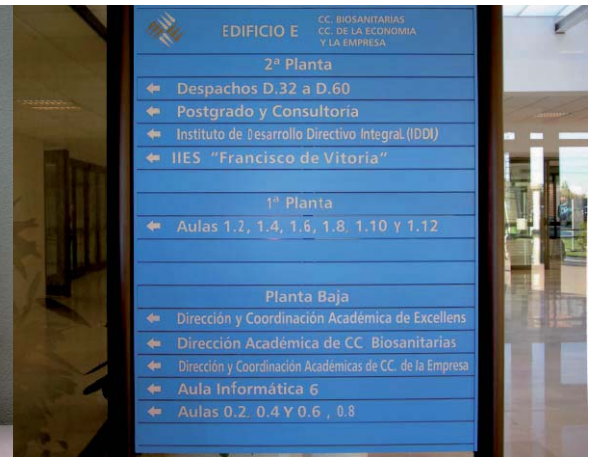 EDIFICIO E
CC. BIOSANITARIAS
CC. DE LA ECONOMIA
Y LA EMPRESA
2ª Planta
Despachos D.32 a D.60
Postgrado y Consultoría
Instituto de Desarrollo Directivo Integral (IDDI)
IIES "Francisco de Vitoria"
1ª Planta
Aulas 1.2, 1.4, 1.6, 1.8, 1.10 y 1.12
Planta Baja
Dirección y Coordinación Académica de Excellens
Dirección Académica de CC Biosanitarias
Dirección y Coordinación Académicas de CC. de la Empresa
Aula Informática 6
Aulas 0.2. 0.4 Y 0.6 , 0.8